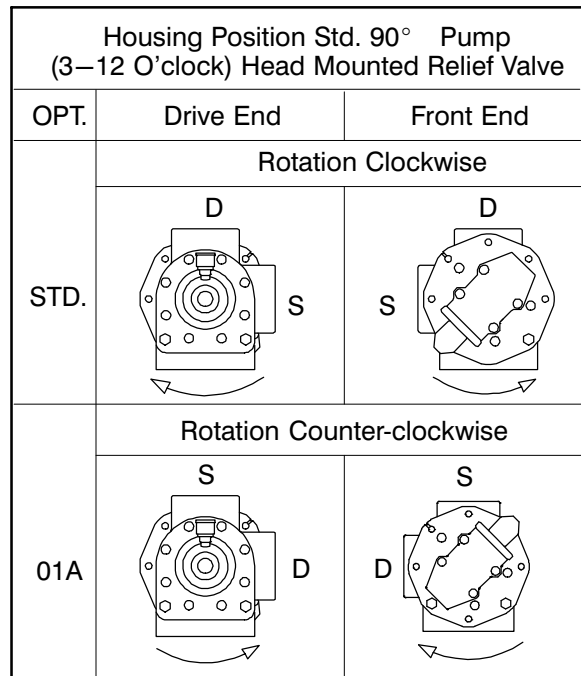 Housing Position Std. 90° Pump
(3–12 O'clock) Head Mounted Relief Valve
OPT. Drive End Front End
Rotation Clockwise
D D
STD. S S
Rotation Counter-clockwise
S S
01A D D